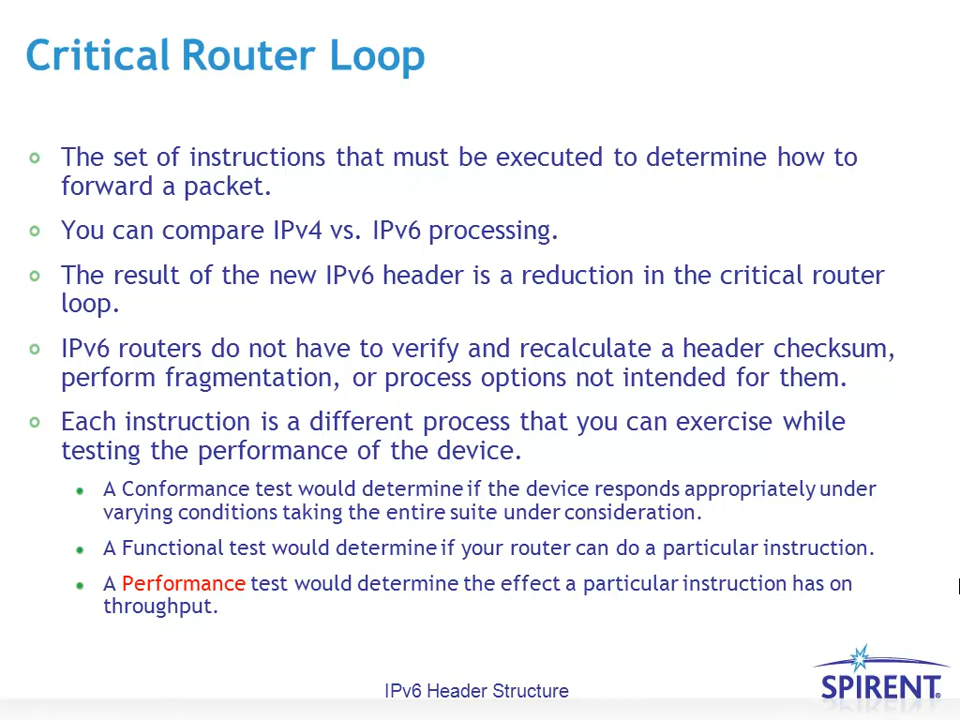 Critical Router Loop
The set of instructions that must be executed to determine how to
forward a packet.
You can compare IPv4 vs. IPv6 processing.
The result of the new IPv6 header is a reduction in the critical router
loop.
IPv6 routers do not have to verify and recalculate a header checksum,
perform fragmentation, or process options not intended for them.
Each instruction is a different process that you can exercise while
testing the performance of the device.
A Conformance test would determine if the device responds appropriately under
varying conditions taking the entire suite under consideration.
A Functional test would determine if your router can do a particular instruction.
A Performance test would determine the effect a particular instruction has on
throughput.
IPv6 Header Structure
SPIRENT®